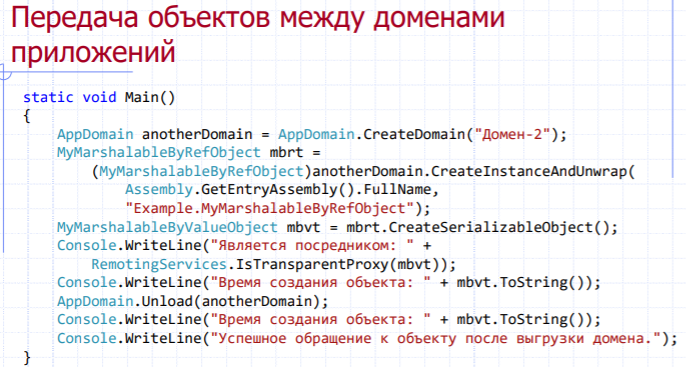 Передача объектов между доменами
приложений
static void Main()
{
    AppDomain anotherDomain = AppDomain.CreateDomain("Домен-2");
    MyMarshalableByRefObject mbrt =
        (MyMarshalableByRefObject)anotherDomain.CreateInstanceAndUnwrap(
            Assembly.GetEntryAssembly().FullName,
            "Example.MyMarshalableByRefObject");
    MyMarshalableByValueObject mbvt = mbrt.CreateSerializableObject();
    Console.WriteLine("Является посредником: " +
        RemotingServices.IsTransparentProxy(mbvt));
    Console.WriteLine("Время создания объекта: " + mbvt.ToString());
    AppDomain.Unload(anotherDomain);
    Console.WriteLine("Время создания объекта: " + mbvt.ToString());
    Console.WriteLine("Успешное обращение к объекту после выгрузки домена.");
}